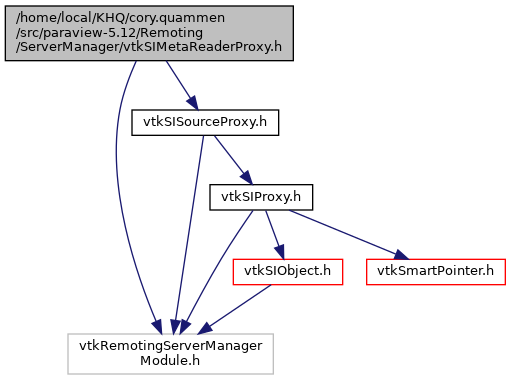 /home/local/KHQ/cory.quammen
/src/paraview-5.12/Remoting
/ServerManager/vtkSIMetaReaderProxy.h
vtkSISourceProxy.h
vtkSIProxy.h
vtkSIObject.h
vtkSmartPointer.h
vtkRemotingServerManager
Module.h